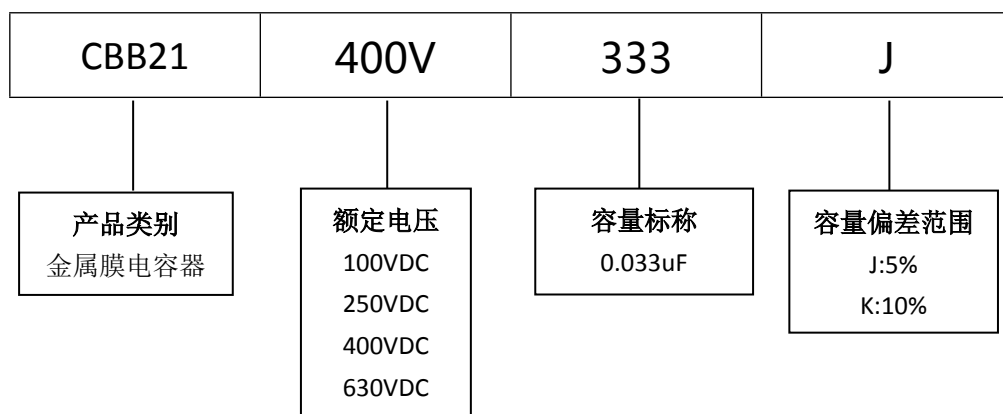 CBB21 400V 333 J
产品类别
金属膜电容器
额定电压
100VDC
250VDC
400VDC
630VDC
容量标称
0.033uF
容量偏差范围
J:5%
K:10%